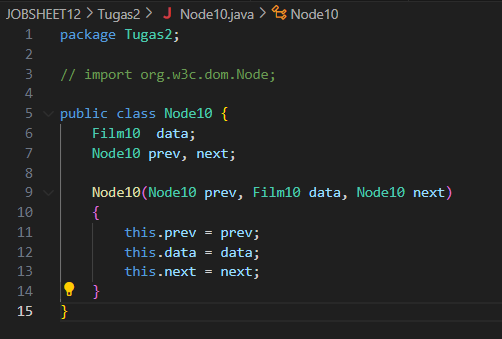 JOBSHEET12 > Tugas2 > J Node10.java > Node10
1 package Tugas2;
2
3 // import org.w3c.dom.Node;
4
5 public class Node10 {
6     Film10  data;
7     Node10 prev, next;
8
9     Node10(Node10 prev, Film10 data, Node10 next)
10     {
11         this.prev = prev;
12         this.data = data;
13         this.next = next;
14     }
15 }